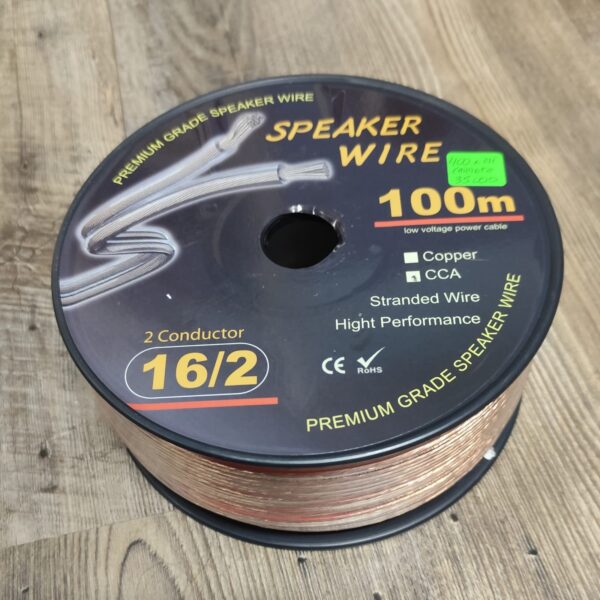 PREMIUM GRADE SPEAKER WIRE
SPEAKER
WIRE
100m
low voltage power cable
Copper
CCA
Stranded Wire
Hight Performance
2 Conductor
16/2
CE
RoHS
PREMIUM GRADE SPEAKER WIRE